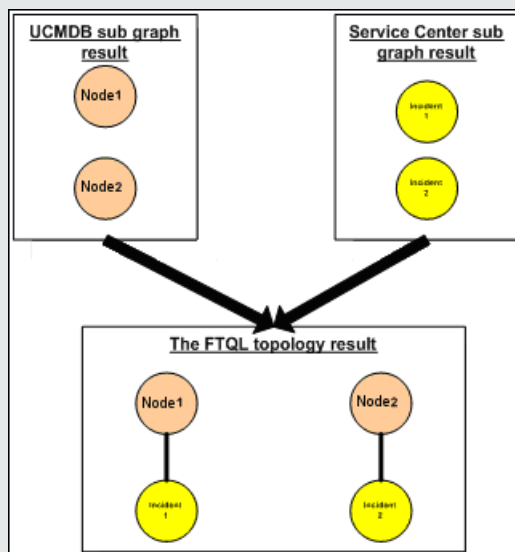 UCMDB sub graph
result
Node1
Node2
Service Center sub
graph result
Incident
1
Incident
2
The FTQL topology result
Node1
Node2
Incident
1
Incident
2